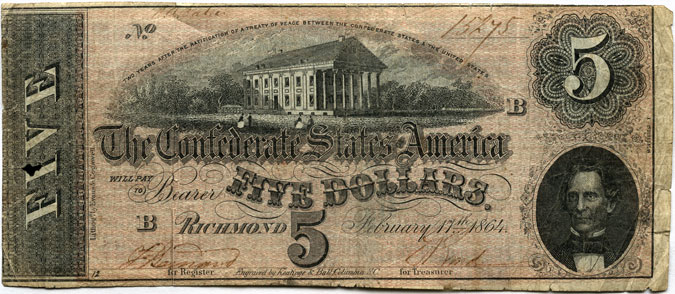 No
15275
TWO YEARS AFTER THE RATIFICATION OF A TREATY OF PEACE BETWEEN THE CONFEDERATE STATES & THE UNITED STATES
5
FIVE
B
The Confederate States of America
WILL PAY
TO Bearer
FIVE DOLLARS.
B
RICHMOND
5
February 17th 1864.
for Register
Engraved by Keatinge & Ball, Columbia, S.C.
for Treasurer
12